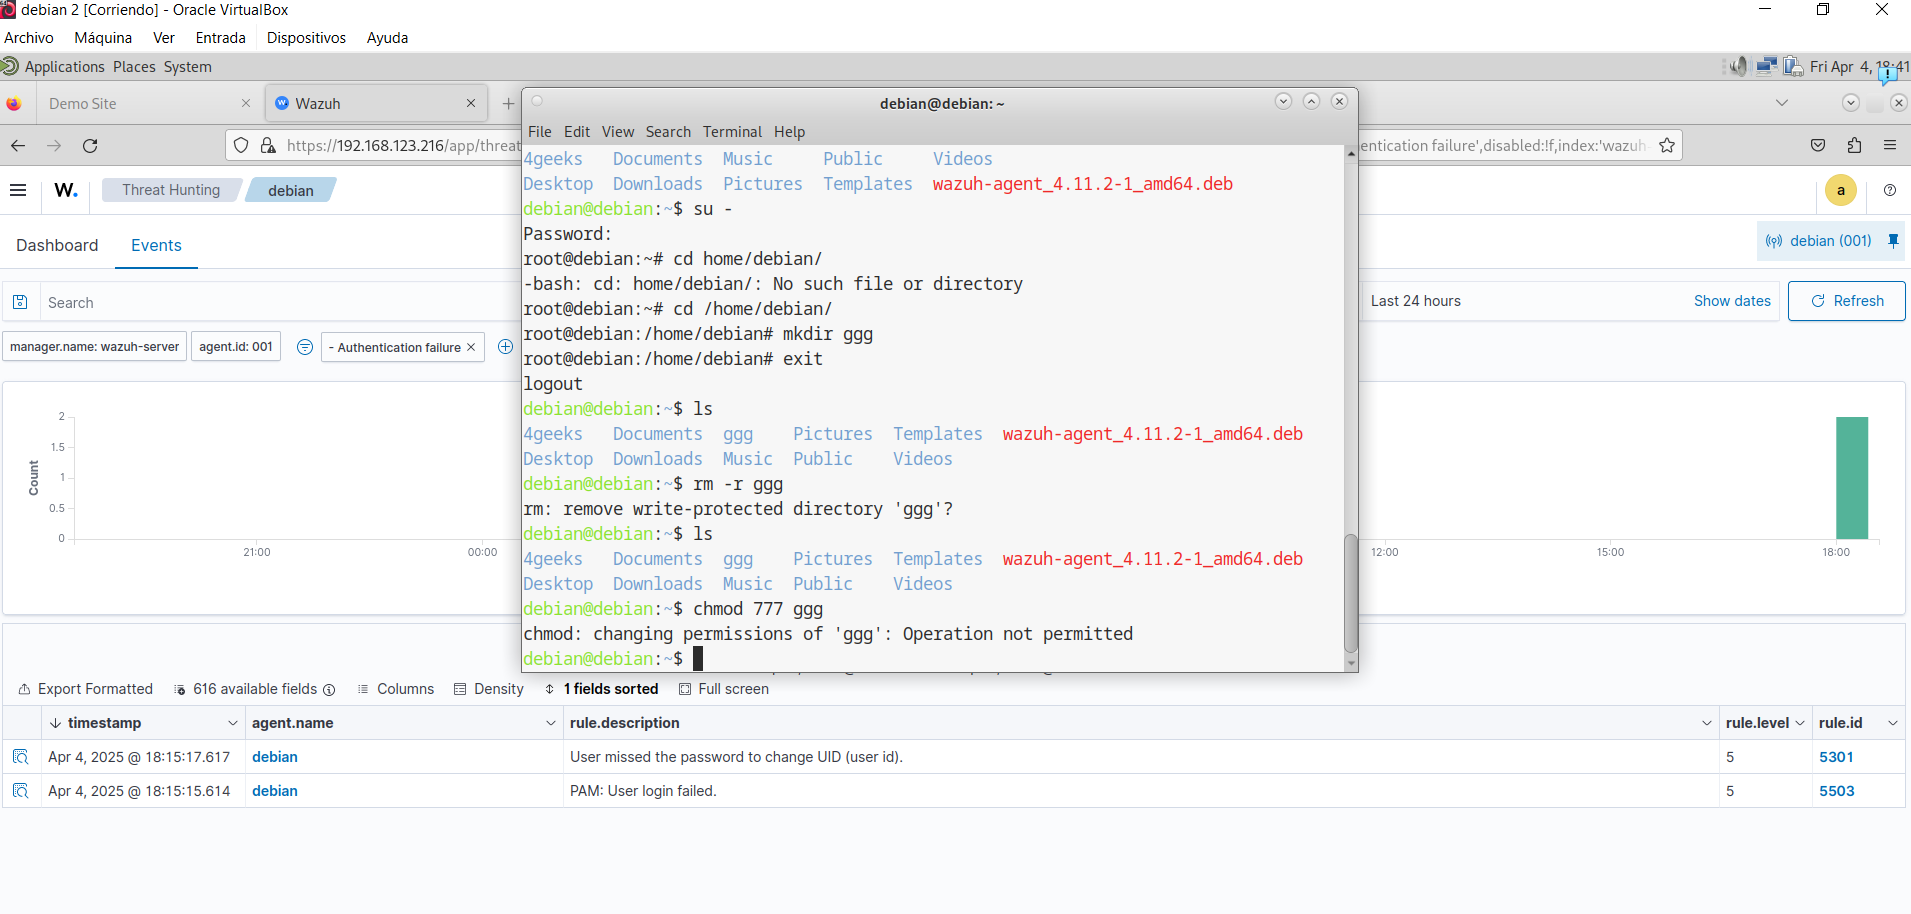 debian 2 [Corriendo] - Oracle VirtualBox
Archivo Máquina Ver Entrada Dispositivos Ayuda
Applications Places System
Fri Apr 4, 18:41
Demo Site
Wazuh
https://192.168.123.216/app/threat
entication failure',disabled:!f,index:'wazuh-
debian@debian: ~
File Edit View Search Terminal Help
4geeks Documents Music Public Videos
Desktop Downloads Pictures Templates wazuh-agent_4.11.2-1_amd64.deb
debian@debian:~$ su -
Password:
root@debian:~# cd home/debian/
-bash: cd: home/debian/: No such file or directory
root@debian:~# cd /home/debian/
root@debian:/home/debian# mkdir ggg
root@debian:/home/debian# exit
logout
debian@debian:~$ ls
4geeks Documents ggg Pictures Templates wazuh-agent_4.11.2-1_amd64.deb
Desktop Downloads Music Public Videos
debian@debian:~$ rm -r ggg
rm: remove write-protected directory 'ggg'?
debian@debian:~$ ls
4geeks Documents ggg Pictures Templates wazuh-agent_4.11.2-1_amd64.deb
Desktop Downloads Music Public Videos
debian@debian:~$ chmod 777 ggg
chmod: changing permissions of 'ggg': Operation not permitted
debian@debian:~$
W.
Threat Hunting
debian
a
Dashboard
Events
debian (001)
Search
Last 24 hours
Show dates
Refresh
manager.name: wazuh-server
agent.id: 001
- Authentication failure
Count
2
1.5
1
0.5
0
21:00
00:00
12:00
15:00
18:00
Export Formatted
616 available fields
Columns
Density
1 fields sorted
Full screen
timestamp agent.name rule.description rule.level rule.id
Apr 4, 2025 @ 18:15:17.617 debian User missed the password to change UID (user id). 5 5301
Apr 4, 2025 @ 18:15:15.614 debian PAM: User login failed. 5 5503